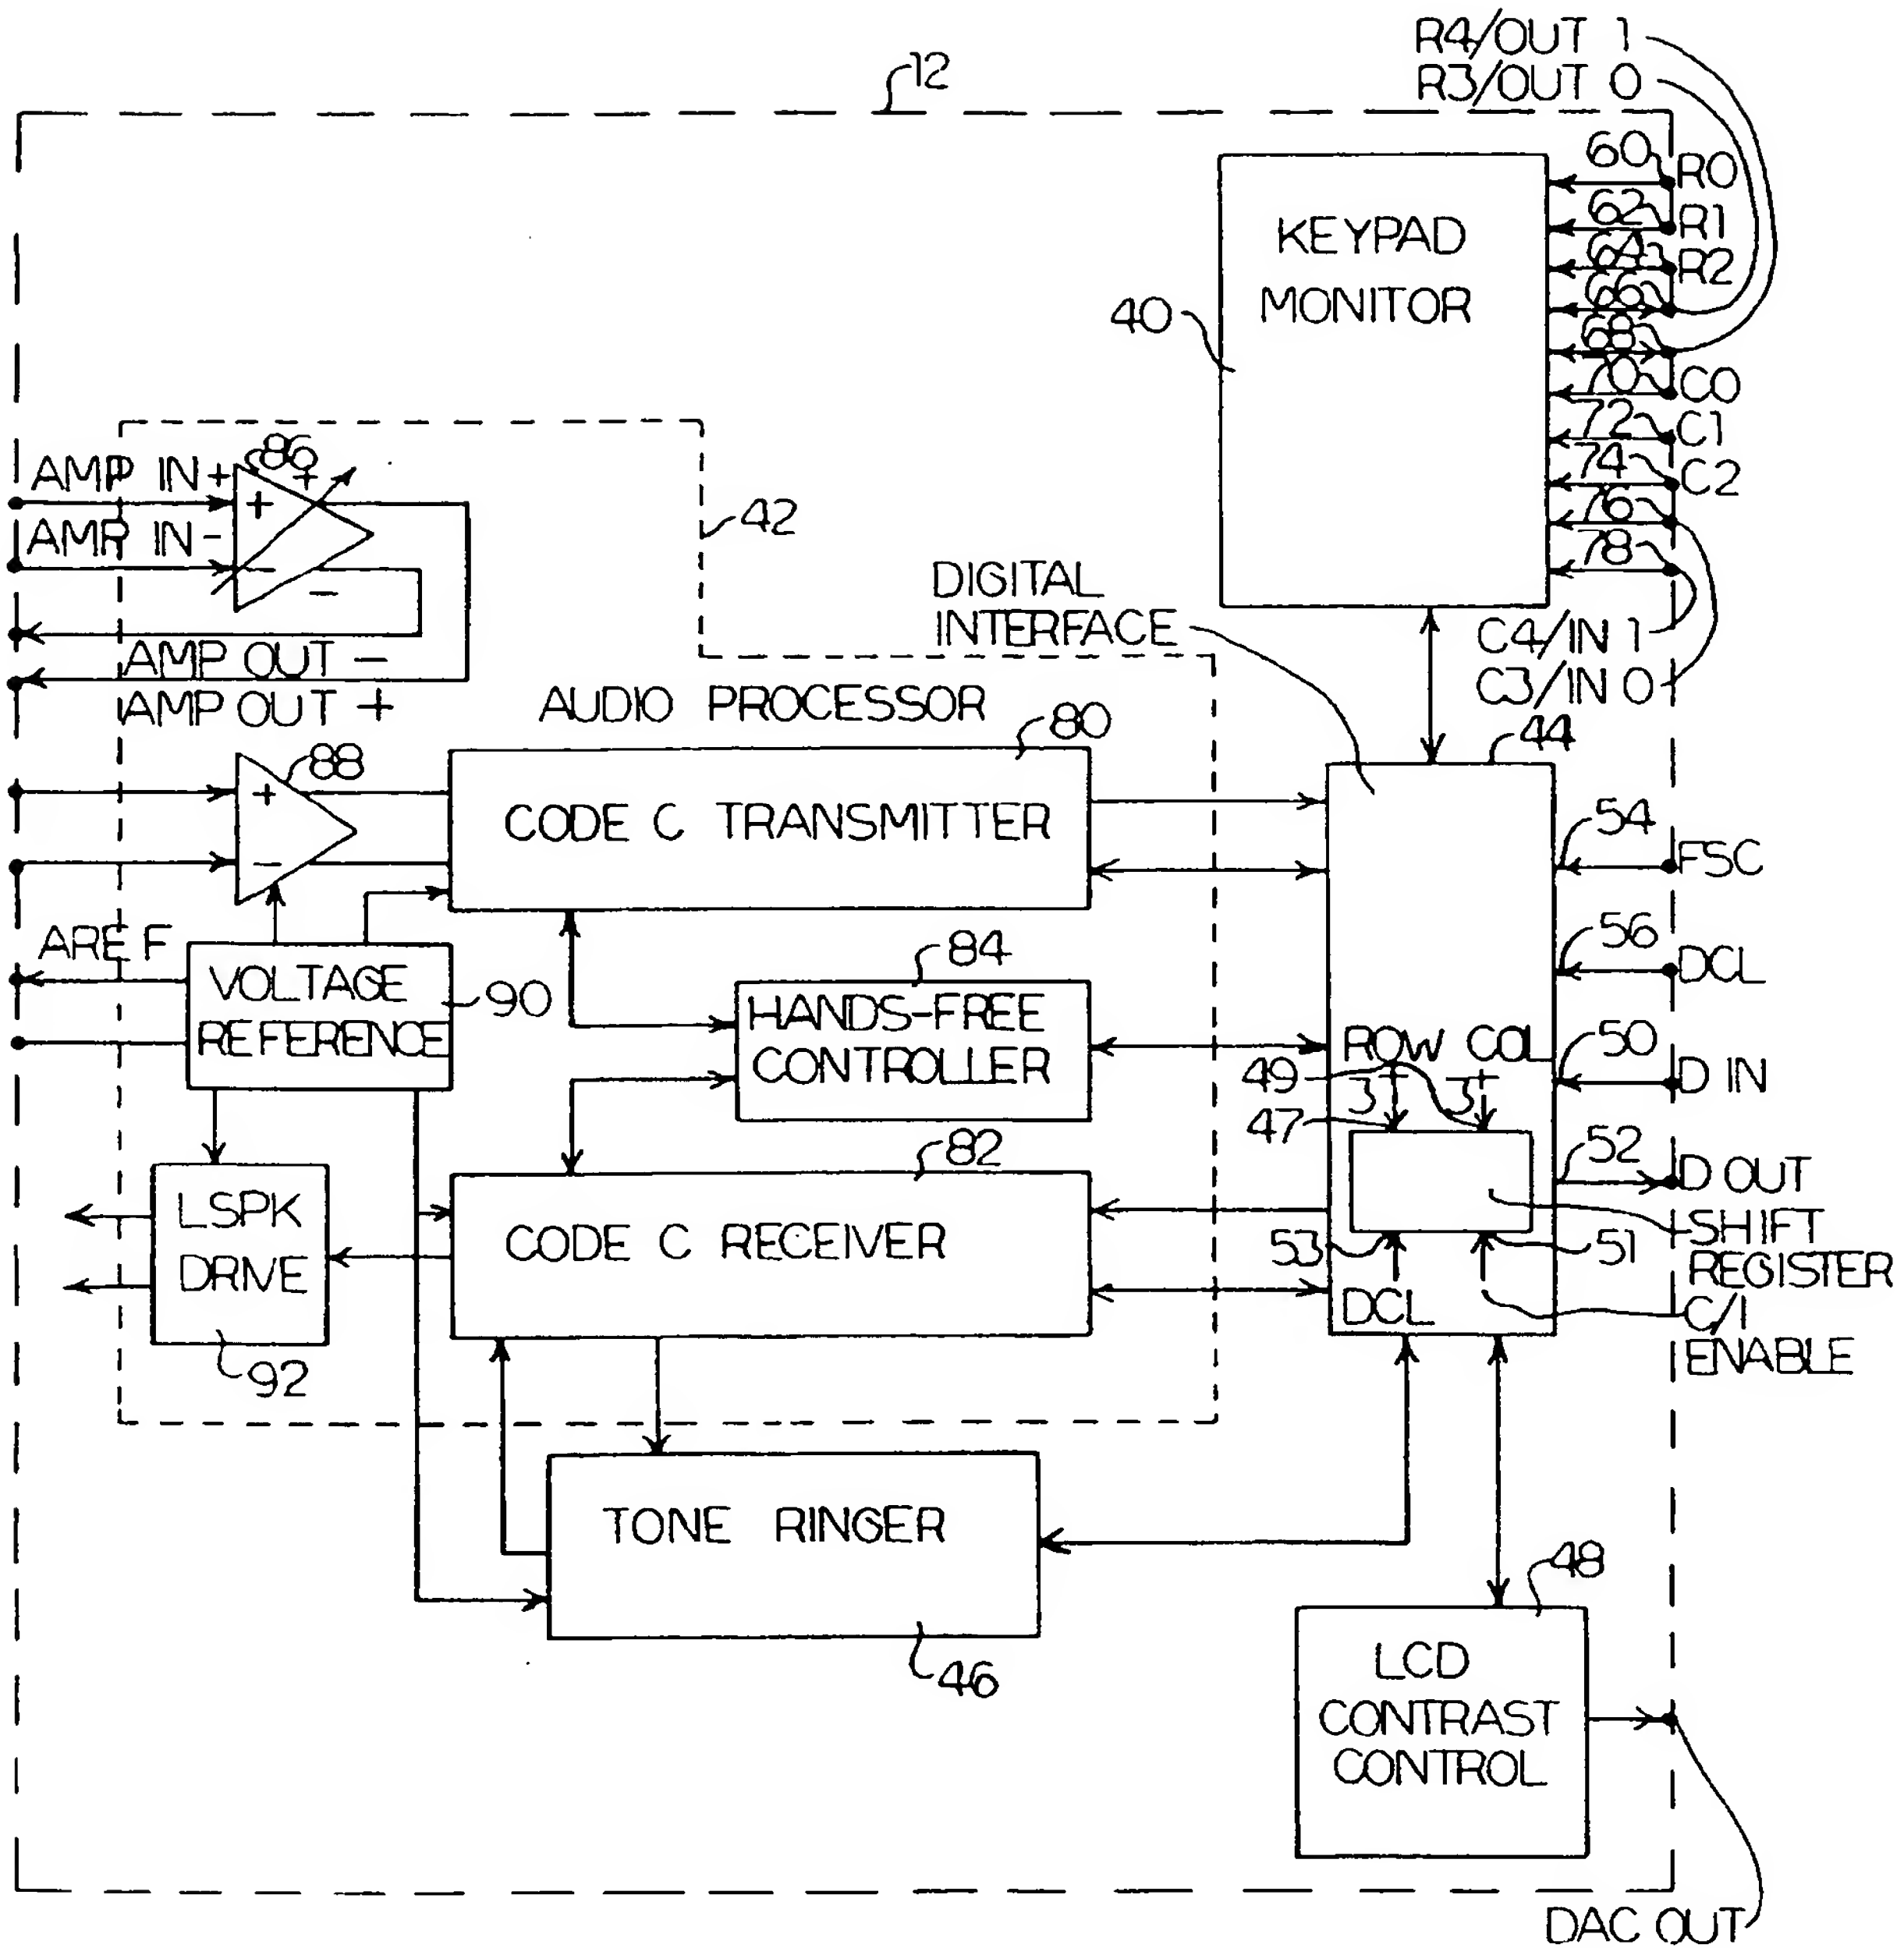 R4/OUT 1
R3/OUT 0
12
60
R0
62
R1
64
R2
66
68
KEYPAD
MONITOR
40
70
C0
72
C1
74
C2
76
78
C4/IN 1
C3/IN 0
86
+
AMP IN+
+
AMP IN-
-
-
42
AMP OUT -
AMP OUT +
DIGITAL
INTERFACE
AUDIO PROCESSOR
80
44
88
+
-
CODE C TRANSMITTER
54
FSC
AREF
VOLTAGE
REFERENCE
90
84
HANDS-FREE
CONTROLLER
56
DCL
ROW COL
49
3
3
47
50
D IN
82
52
D OUT
LSPK
DRIVE
92
CODE C RECEIVER
53
51
SHIFT
REGISTER
DCL
C/I
ENABLE
TONE RINGER
46
48
LCD
CONTRAST
CONTROL
DAC OUT